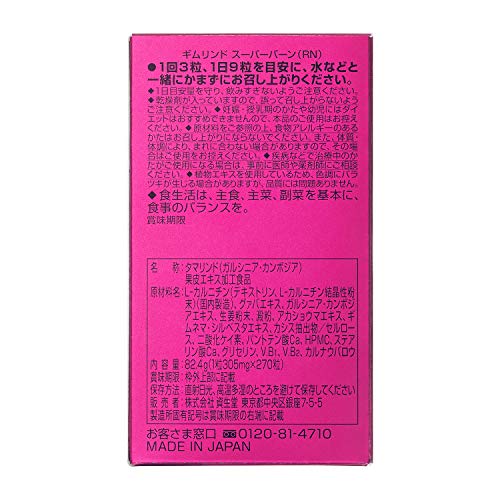 ギムリンド スーパーバーン(RN)
●1回3粒、1日9粒を目安に、水などと
一緒にかまずにお召し上がりください。
◆1日目安量を守り、飲みすぎないようご注意ください。
◆乾燥剤が入っていますので、誤って召し上がらないよう
ご注意ください。◆妊娠・授乳期のかたや幼児にはダイ
エットはおすすめできませんので、本品のご使用はお控え
ください。◆原材料をご参照の上、食物アレルギーのある
かたはお召し上がりにならないでください。また、体質・
体調により、まれに合わない場合がありますので、その場
合はご使用をお控えください。◆疾病などで治療中のか
たがご使用になる場合は、事前に医師や薬剤師にご相談
ください。◆植物エキスを使用しているため、色調にバラ
ツキが生じる場合がありますが、品質には問題ありません。
◆食生活は、主食、主菜、副菜を基本に、
食事のバランスを。
賞味期限
名 称:タマリンド(ガルシニア・カンボジア)
果皮エキス加工食品
原材料名:L-カルニチン(デキストリン、L-カルニチン結晶性粉
末)(国内製造)、グァバエキス、ガルシニア・カンボジ
アエキス、生姜粉末、澱粉、アカショウマエキス、ギ
ムネマ・シルベスタエキス、カシス抽出物/セルロー
ス、二酸化ケイ素、パントテン酸Ca、HPMC、ステア
リン酸Ca、グリセリン、V.B1、V.B2、カルナウバロウ
内 容 量:82.4g(1粒305mg×270粒)
賞味期限:枠外上部に記載
保存方法:直射日光、高温多湿のところを避けて保存してください
販 売 者:株式会社 資生堂 東京都中央区銀座7-5-5
製造所固有記号は賞味期限の右端に記載
お客さま窓口 0120-81-4710
MADE IN JAPAN